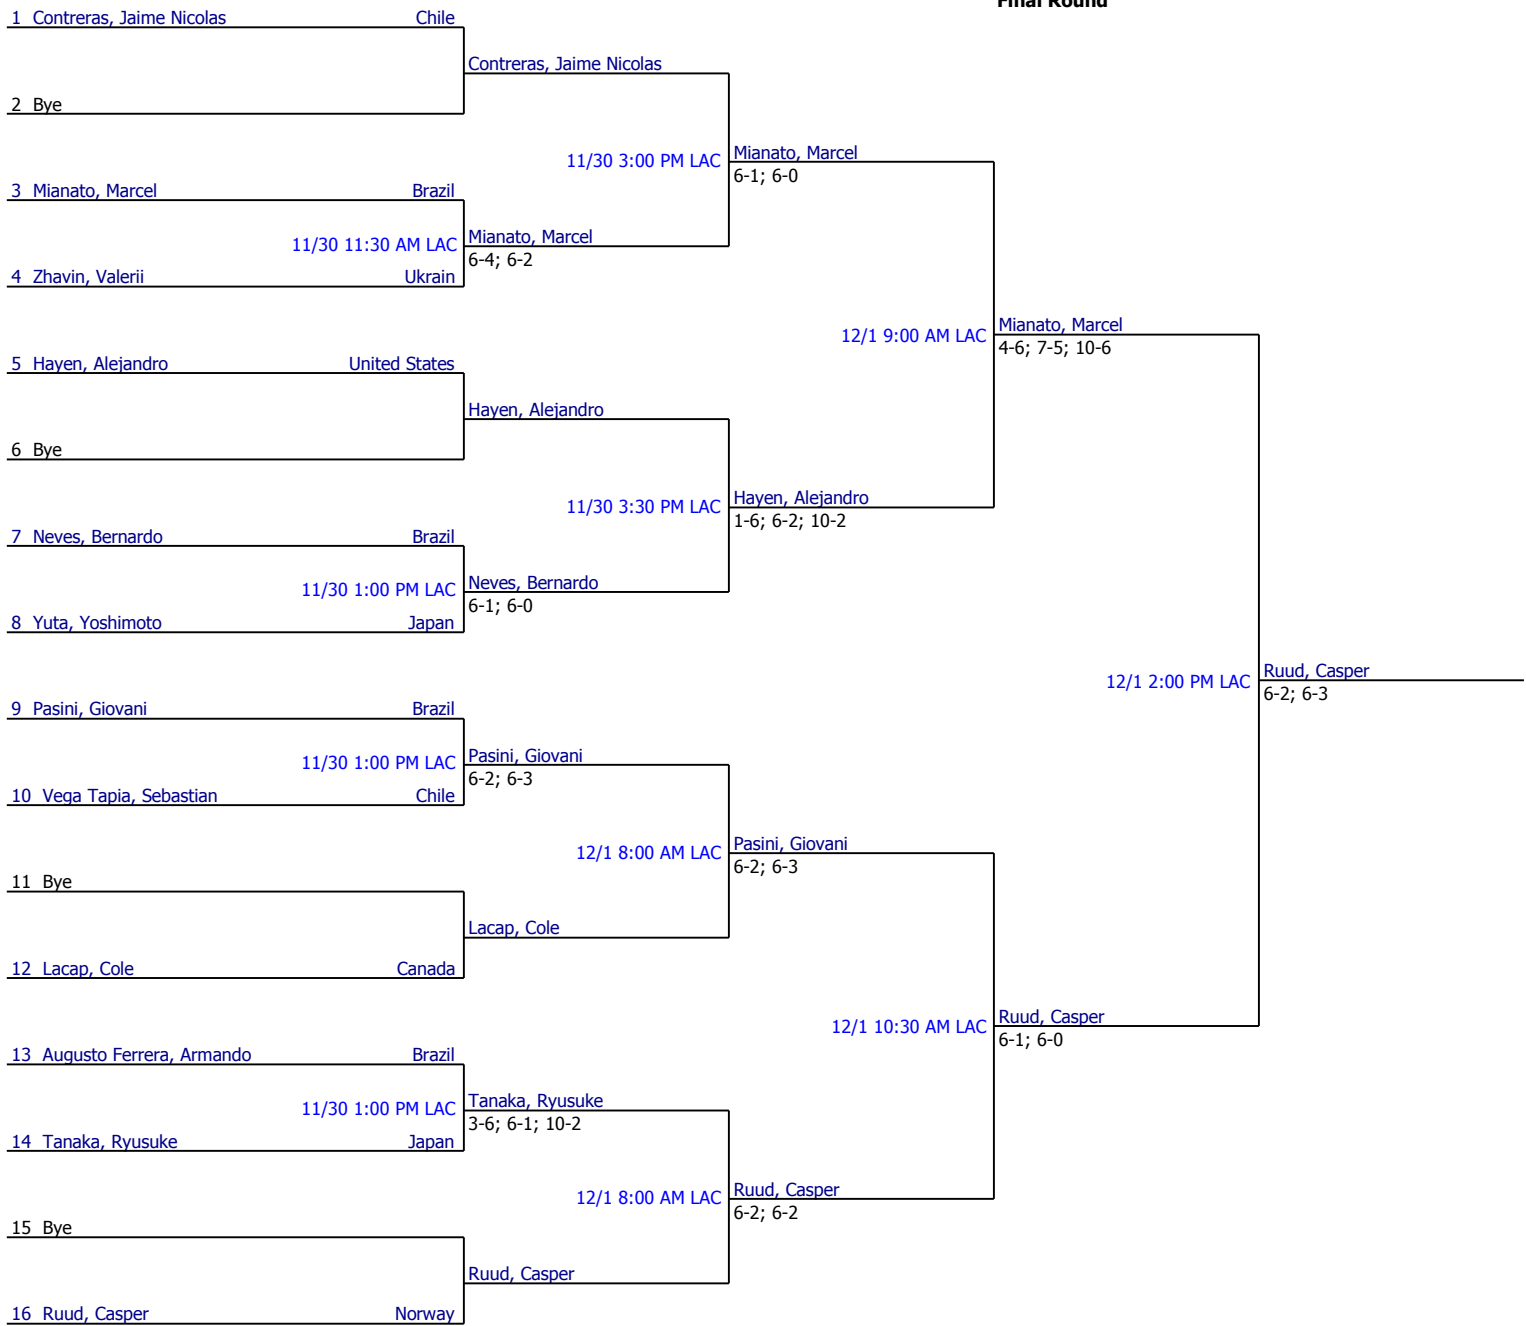 Final Round
1 Contreras, Jaime Nicolas Chile
Contreras, Jaime Nicolas
2 Bye
11/30 3:00 PM LAC Mianato, Marcel
6-1; 6-0
3 Mianato, Marcel Brazil
11/30 11:30 AM LAC Mianato, Marcel
6-4; 6-2
4 Zhavin, Valerii Ukrain
12/1 9:00 AM LAC Mianato, Marcel
4-6; 7-5; 10-6
5 Hayen, Alejandro United States
Hayen, Alejandro
6 Bye
11/30 3:30 PM LAC Hayen, Alejandro
1-6; 6-2; 10-2
7 Neves, Bernardo Brazil
11/30 1:00 PM LAC Neves, Bernardo
6-1; 6-0
8 Yuta, Yoshimoto Japan
12/1 2:00 PM LAC Ruud, Casper
6-2; 6-3
9 Pasini, Giovani Brazil
11/30 1:00 PM LAC Pasini, Giovani
6-2; 6-3
10 Vega Tapia, Sebastian Chile
12/1 8:00 AM LAC Pasini, Giovani
6-2; 6-3
11 Bye
Lacap, Cole
12 Lacap, Cole Canada
12/1 10:30 AM LAC Ruud, Casper
6-1; 6-0
13 Augusto Ferrera, Armando Brazil
11/30 1:00 PM LAC Tanaka, Ryusuke
3-6; 6-1; 10-2
14 Tanaka, Ryusuke Japan
12/1 8:00 AM LAC Ruud, Casper
6-2; 6-2
15 Bye
Ruud, Casper
16 Ruud, Casper Norway